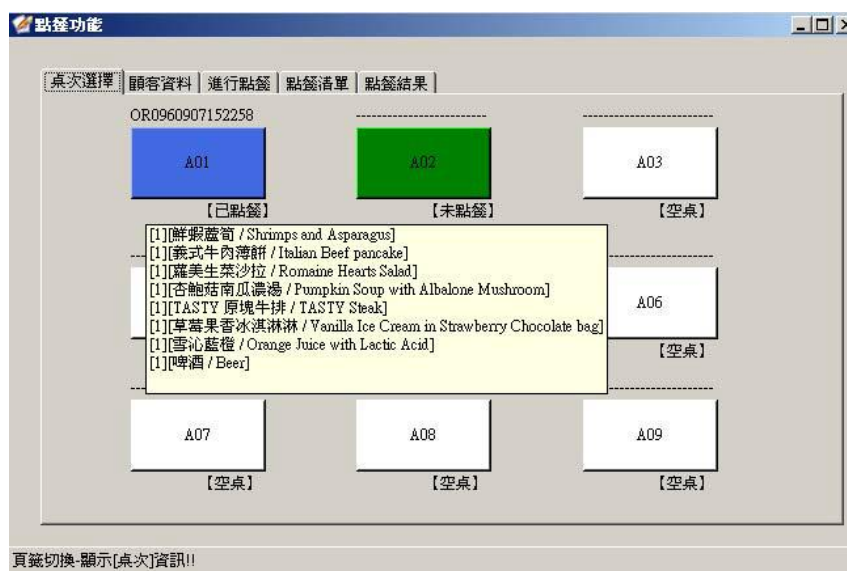 點餐功能
桌次選擇 顧客資料 進行點餐 點餐清單 點餐結果
OR0960907152258 ----------------------- -----------------------
A01 A02 A03
【已點餐】 【未點餐】 【空桌】
[1][鮮蝦蘆筍 / Shrimps and Asparagus]
[1][義式牛肉薄餅 / Italian Beef pancake]
[1][蘿美生菜沙拉 / Romaine Hearts Salad]
[1][杏鮑菇南瓜濃湯 / Pumpkin Soup with Albalone Mushroom]
[1][TASTY 原塊牛排 / TASTY Steak]
[1][草莓果香冰淇淋 / Vanilla Ice Cream in Strawberry Chocolate bag]
[1][雪沁藍橙 / Orange Juice with Lactic Acid]
[1][啤酒 / Beer]
A06
【空桌】
A07 A08 A09
【空桌】 【空桌】 【空桌】
頁籤切換-顯示[桌次]資訊!!